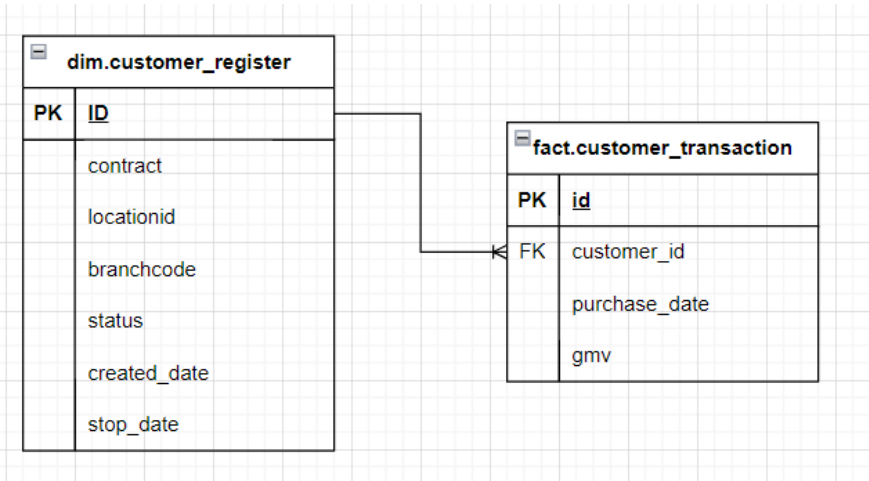 dim.customer_register
PK ID
contract
locationid
branchcode
status
created_date
stop_date
fact.customer_transaction
PK id
FK customer_id
purchase_date
gmv